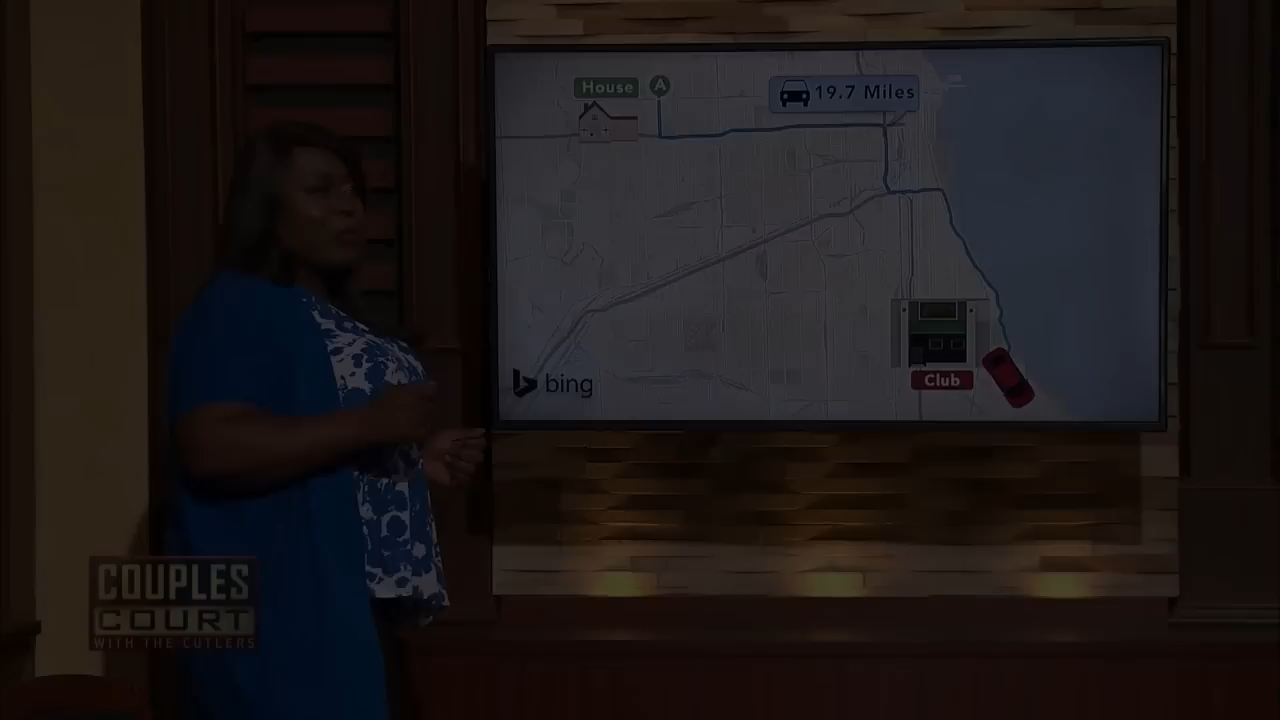 House
A
19.7 Miles
bing
Club
COUPLES
COURT
WITH THE CUTLERS